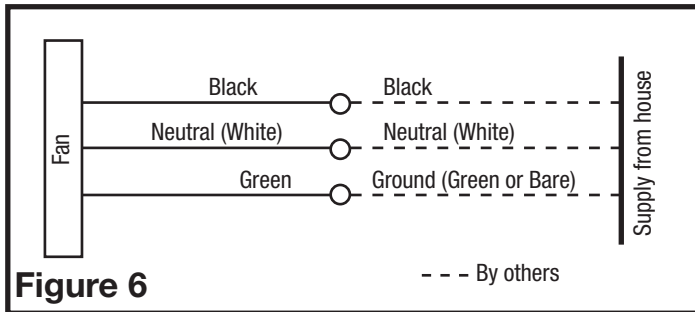 Black Black
Neutral (White) Neutral (White)
Green Ground (Green or Bare)
Fan
Supply from house
- - - By others
Figure 6